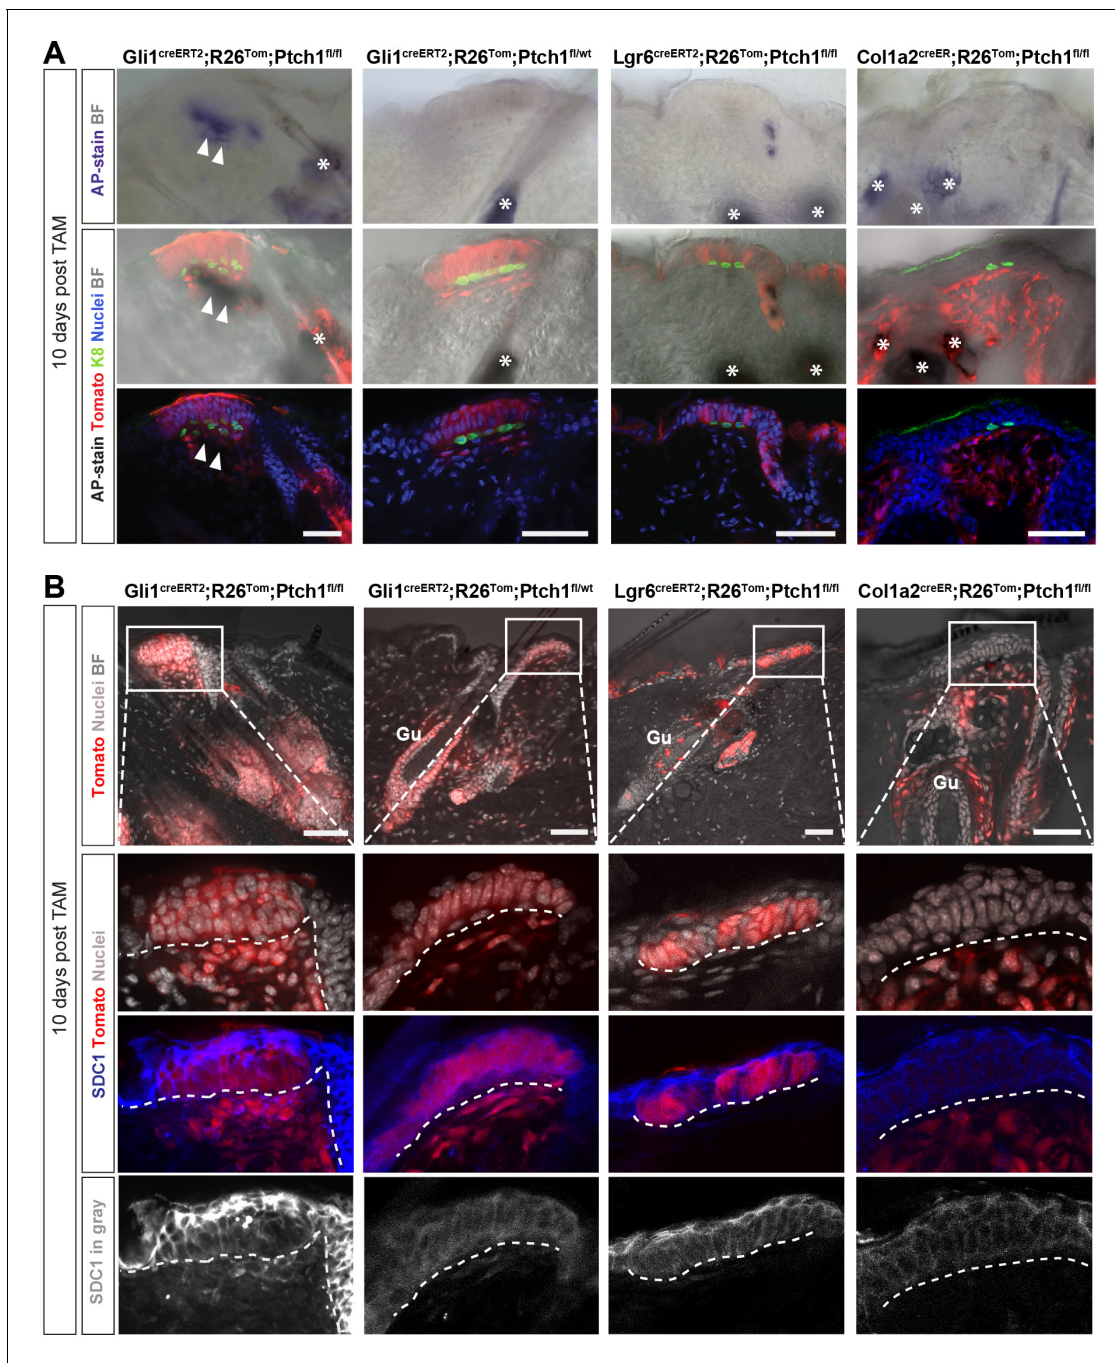 A
Gli1creERT2;R26Tom;Ptch1fl/fl
Gli1creERT2;R26Tom;Ptch1fl/wt
Lgr6creERT2;R26Tom;Ptch1fl/fl
Col1a2creER;R26Tom;Ptch1fl/fl
10 days post TAM
AP-stain BF
*
*
* *
* * *
AP-stain Tomato K8 Nuclei BF
*
*
* *
* * *
B
Gli1creERT2;R26Tom;Ptch1fl/fl
Gli1creERT2;R26Tom;Ptch1fl/wt
Lgr6creERT2;R26Tom;Ptch1fl/fl
Col1a2creER;R26Tom;Ptch1fl/fl
10 days post TAM
Tomato Nuclei BF
Gu
Gu
Gu
Tomato Nuclei
SDC1 Tomato
SDC1 in gray